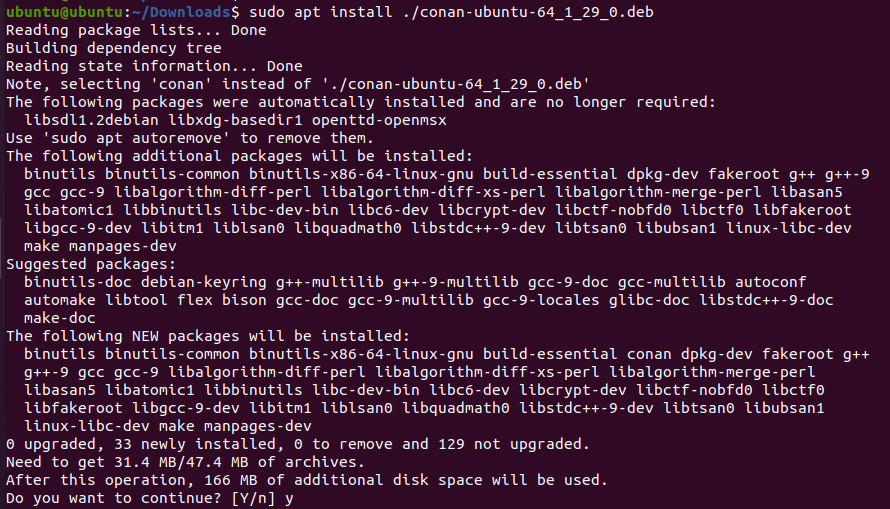 ubuntu@ubuntu:~/Downloads$ sudo apt install ./conan-ubuntu-64_1_29_0.deb
Reading package lists... Done
Building dependency tree
Reading state information... Done
Note, selecting 'conan' instead of './conan-ubuntu-64_1_29_0.deb'
The following packages were automatically installed and are no longer required:
  libsdl1.2debian libxdg-basedir1 openttd-openmsx
Use 'sudo apt autoremove' to remove them.
The following additional packages will be installed:
  binutils binutils-common binutils-x86-64-linux-gnu build-essential dpkg-dev fakeroot g++ g++-9
  gcc gcc-9 libalgorithm-diff-perl libalgorithm-diff-xs-perl libalgorithm-merge-perl libasan5
  libatomic1 libbinutils libc-dev-bin libc6-dev libcrypt-dev libctf-nobfd0 libctf0 libfakeroot
  libgcc-9-dev libitm1 liblsan0 libquadmath0 libstdc++-9-dev libtsan0 libubsan1 linux-libc-dev
  make manpages-dev
Suggested packages:
  binutils-doc debian-keyring g++-multilib g++-9-multilib gcc-9-doc gcc-multilib autoconf
  automake libtool flex bison gcc-doc gcc-9-multilib gcc-9-locales glibc-doc libstdc++-9-doc
  make-doc
The following NEW packages will be installed:
  binutils binutils-common binutils-x86-64-linux-gnu build-essential conan dpkg-dev fakeroot g++
  g++-9 gcc gcc-9 libalgorithm-diff-perl libalgorithm-diff-xs-perl libalgorithm-merge-perl
  libasan5 libatomic1 libbinutils libc-dev-bin libc6-dev libcrypt-dev libctf-nobfd0 libctf0
  libfakeroot libgcc-9-dev libitm1 liblsan0 libquadmath0 libstdc++-9-dev libtsan0 libubsan1
  linux-libc-dev make manpages-dev
0 upgraded, 33 newly installed, 0 to remove and 129 not upgraded.
Need to get 31.4 MB/47.4 MB of archives.
After this operation, 166 MB of additional disk space will be used.
Do you want to continue? [Y/n] y